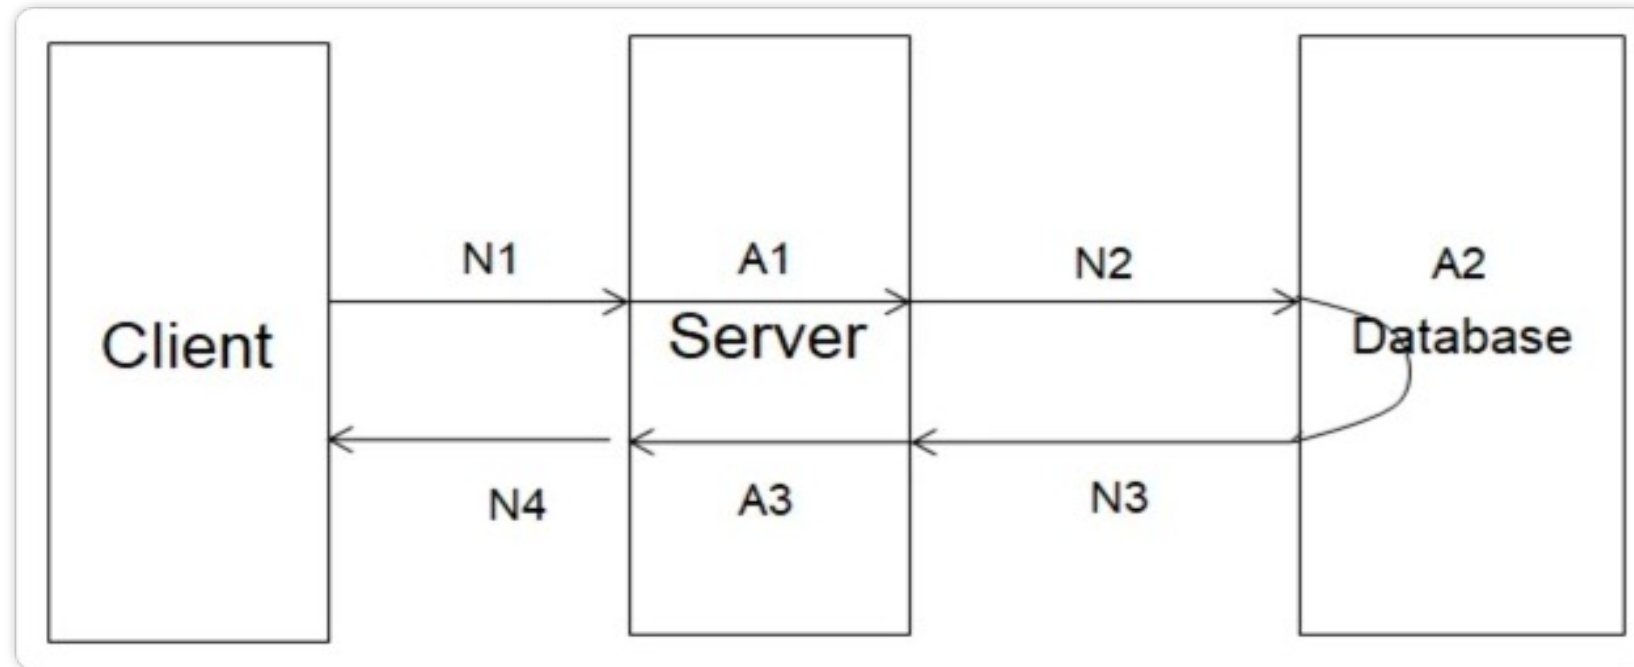 N1
A1
N2
A2
Client
Server
Database
N4
A3
N3